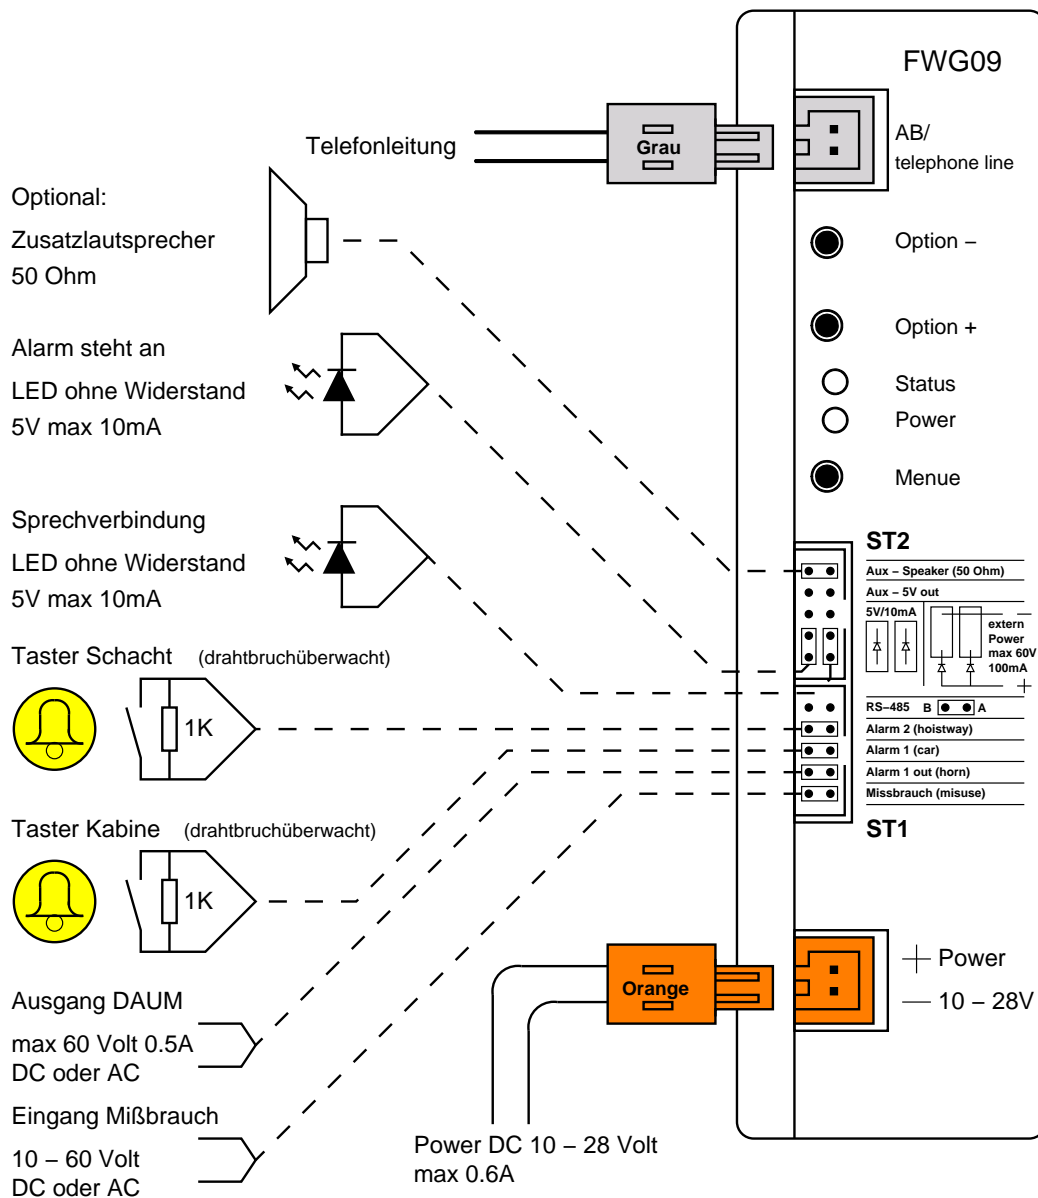 FWG09
Telefonleitung
Grau
AB/
telephone line
Optional:
Zusatzlautsprecher
50 Ohm
Option –
Option +
Alarm steht an
LED ohne Widerstand
5V max 10mA
Status
Power
Menue
Sprechverbindung
LED ohne Widerstand
5V max 10mA
ST2
Aux – Speaker (50 Ohm)
Aux – 5V out
5V/10mA
extern
Power
max 60V
100mA
RS–485 B A
Alarm 2 (hoistway)
Alarm 1 (car)
Alarm 1 out (horn)
Missbrauch (misuse)
ST1
Taster Schacht (drahtbruchüberwacht)
1K
Taster Kabine (drahtbruchüberwacht)
1K
Orange
+ Power
– 10 – 28V
Ausgang DAUM
max 60 Volt 0.5A
DC oder AC
Eingang Mißbrauch
10 – 60 Volt
DC oder AC
Power DC 10 – 28 Volt
max 0.6A